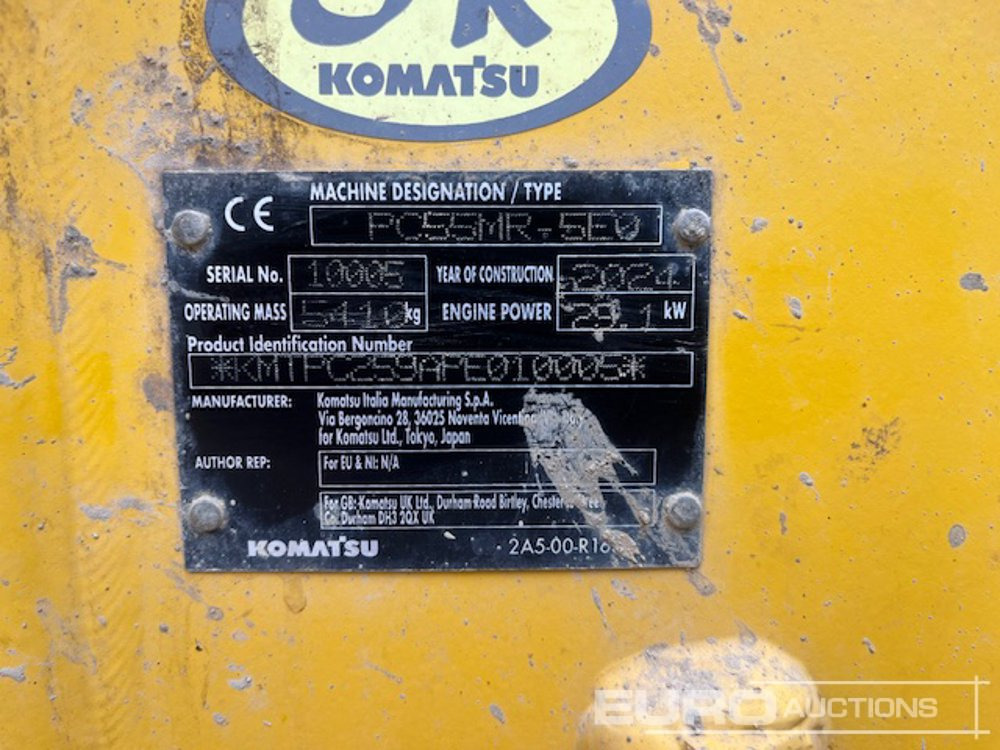 OK
KOMATSU
CE
MACHINE DESIGNATION / TYPE
PC55MR-5E0
SERIAL No. 10005 YEAR OF CONSTRUCTION 2024
OPERATING MASS 5410 kg ENGINE POWER 29.1 kW
Product Identification Number
*KMTPC259APE010005*
MANUFACTURER: Komatsu Italia Manufacturing S.p.A.
Via Bergoncino 28, 36025 Noventa Vicentina
for Komatsu Ltd., Tokyo, Japan
AUTHOR REP: For EU & NI: N/A
For GB: Komatsu UK Ltd., Durham Road Birtley, Chester
Co. Durham DH3 2QX UK
KOMATSU 2A5-00-R16
EURO AUCTIONS